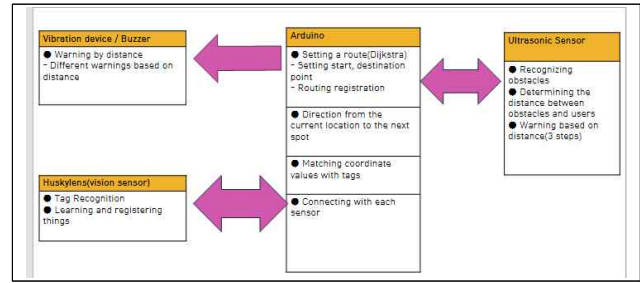 Vibration device / Buzzer
● Warning by distance
- Different warnings based on
distance
Huskylens(vision sensor)
● Tag Recognition
● Learning and registering
things
Arduino
● Setting a route(Dijkstra)
- Setting start, destination
point
- Routing registration
● Direction from the
current location to the next
spot
● Matching coordinate
values with tags
● Connecting with each
sensor
Ultrasonic Sensor
● Recognizing
obstacles
● Determining the
distance between
obstacles and users
● Warning based on
distance(3 steps)